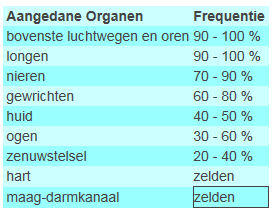 Aangedane Organen Frequentie
bovenste luchtwegen en oren 90 - 100 %
longen 90 - 100 %
nieren 70 - 90 %
gewrichten 60 - 80 %
huid 40 - 50 %
ogen 30 - 60 %
zenuwstelsel 20 - 40 %
hart zelden
maag-darmkanaal zelden